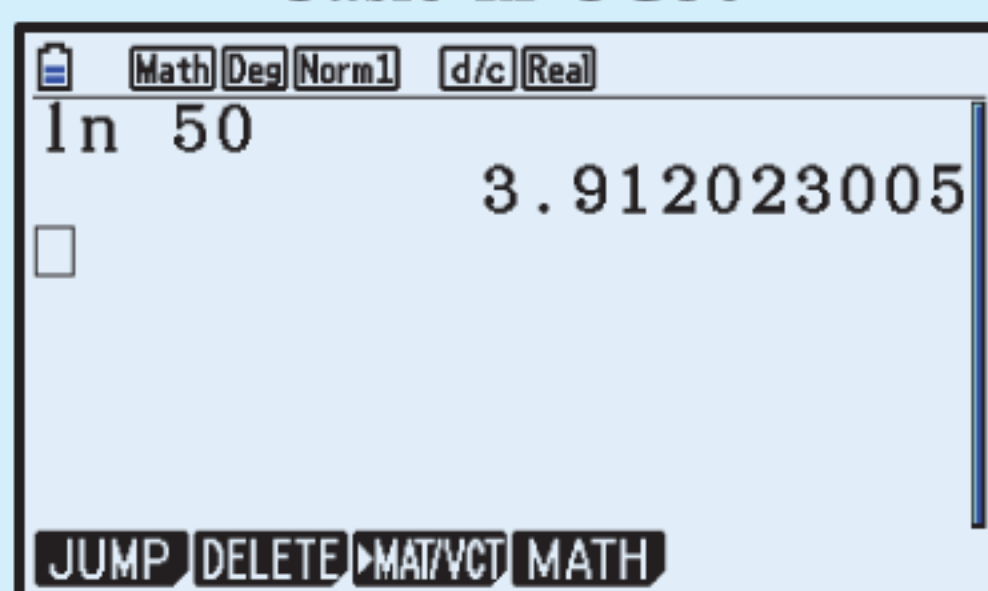 Math Deg Norm1 d/c Real
ln 50
3.912023005
JUMP DELETE ▶MAT/VCT MATH